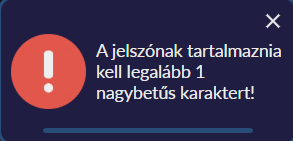 A jelszónak tartalmaznia
kell legalább 1
nagybetűs karaktert!